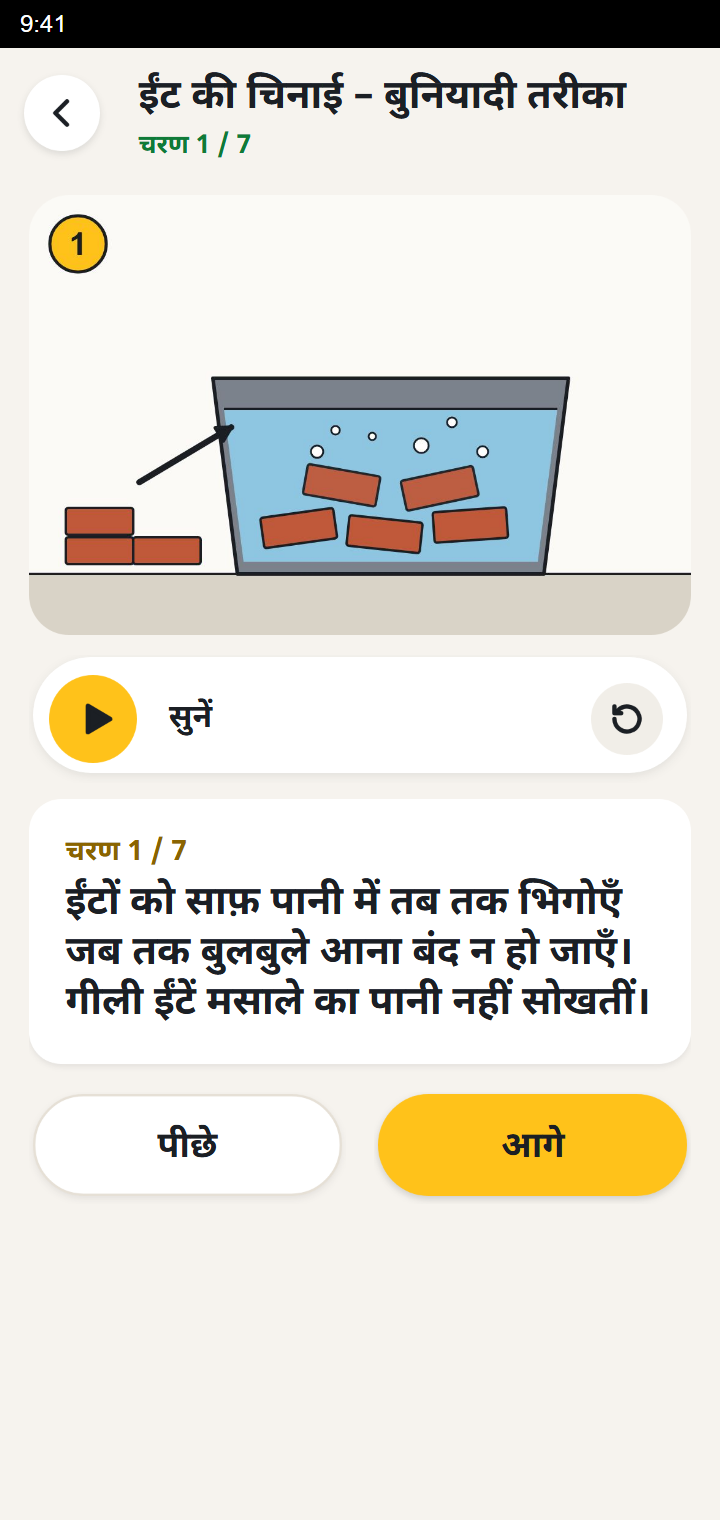 9:41
ईंट की चिनाई – बुनियादी तरीका
चरण 1 / 7
1
सुनें
चरण 1 / 7
ईंटों को साफ़ पानी में तब तक भिगोएँ
जब तक बुलबुले आना बंद न हो जाएँ।
गीली ईंटें मसाले का पानी नहीं सोखतीं।
पीछे
आगे